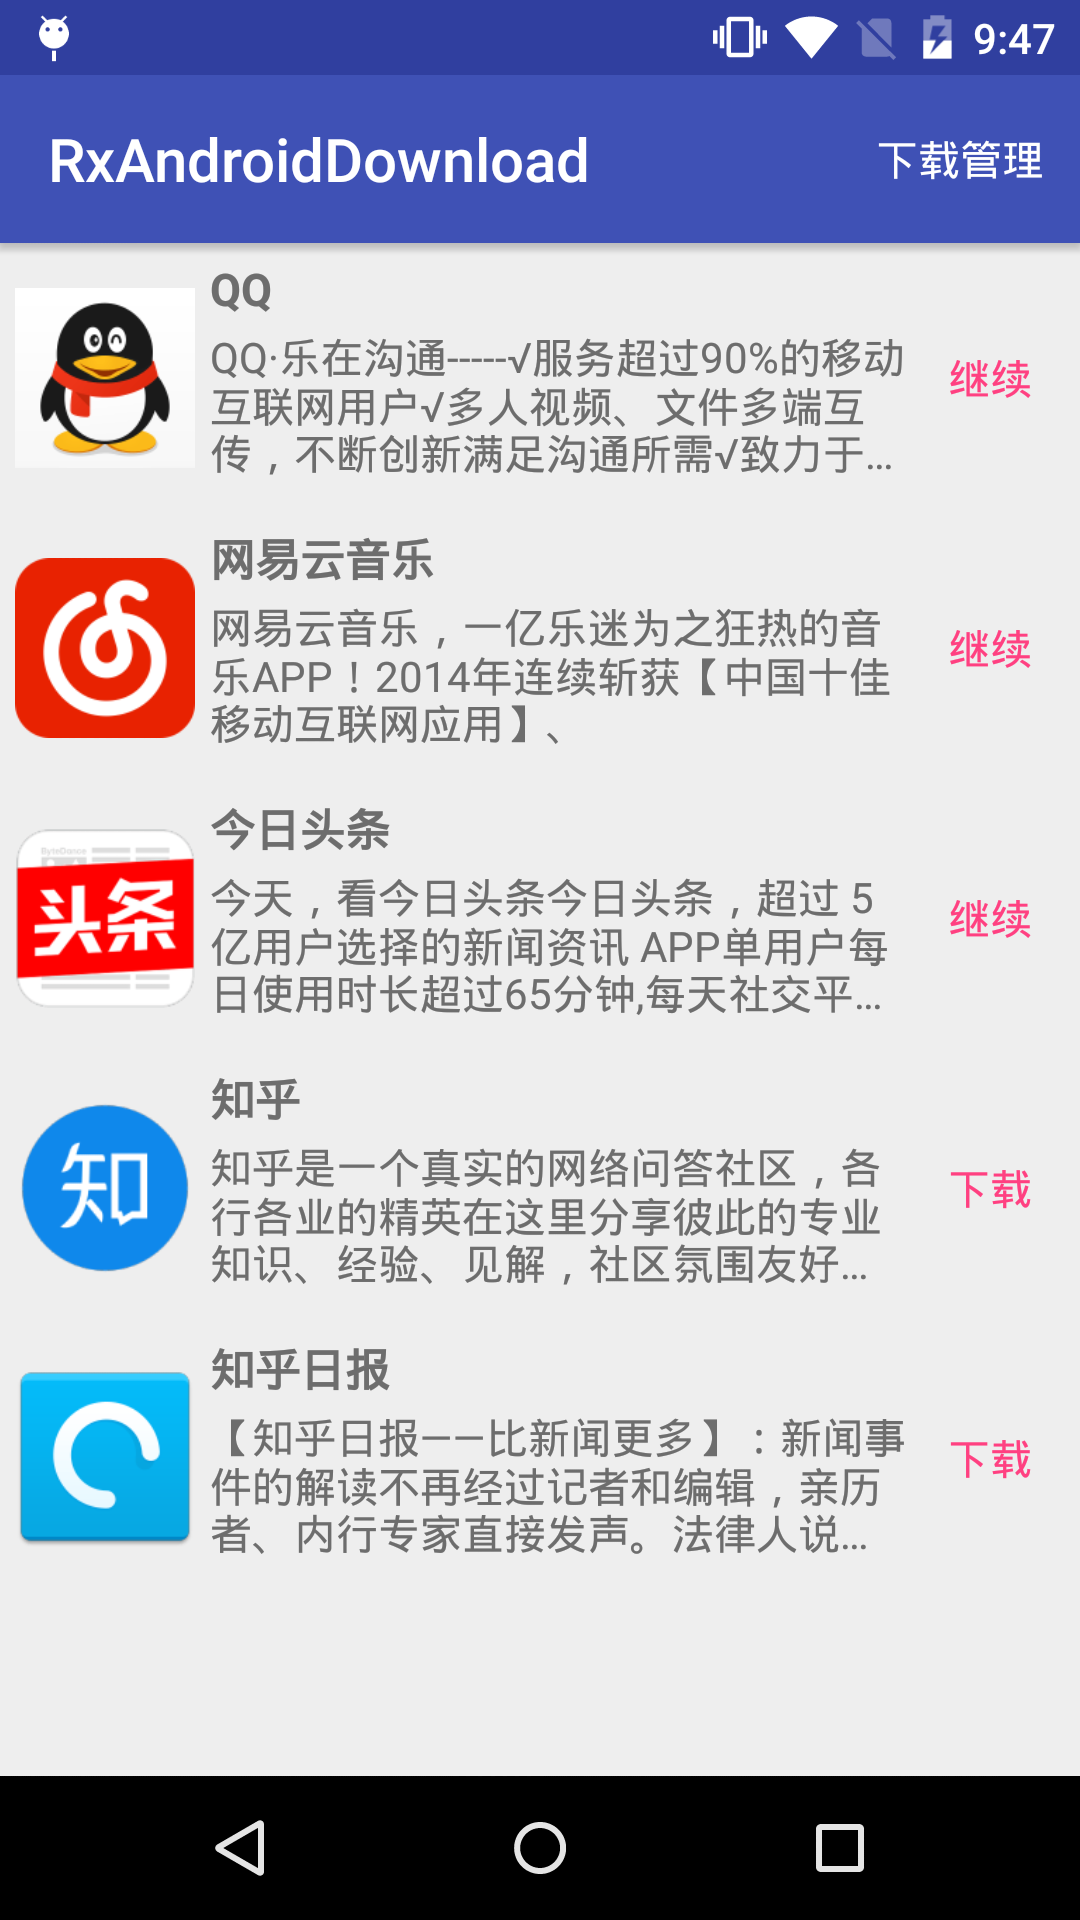 9:47
RxAndroidDownload
下载管理
QQ
QQ·乐在沟通-----√服务超过90%的移动
互联网用户√多人视频、文件多端互
传，不断创新满足沟通所需√致力于...
继续
网易云音乐
网易云音乐，一亿乐迷为之狂热的音
乐APP！2014年连续斩获【中国十佳
移动互联网应用】、
继续
ByteDance
头条
今日头条
今天，看今日头条今日头条，超过 5
亿用户选择的新闻资讯 APP单用户每
日使用时长超过65分钟,每天社交平...
继续
知
知乎
知乎是一个真实的网络问答社区，各
行各业的精英在这里分享彼此的专业
知识、经验、见解，社区氛围友好...
下载
知乎日报
【知乎日报——比新闻更多】：新闻事
件的解读不再经过记者和编辑，亲历
者、内行专家直接发声。法律人说...
下载